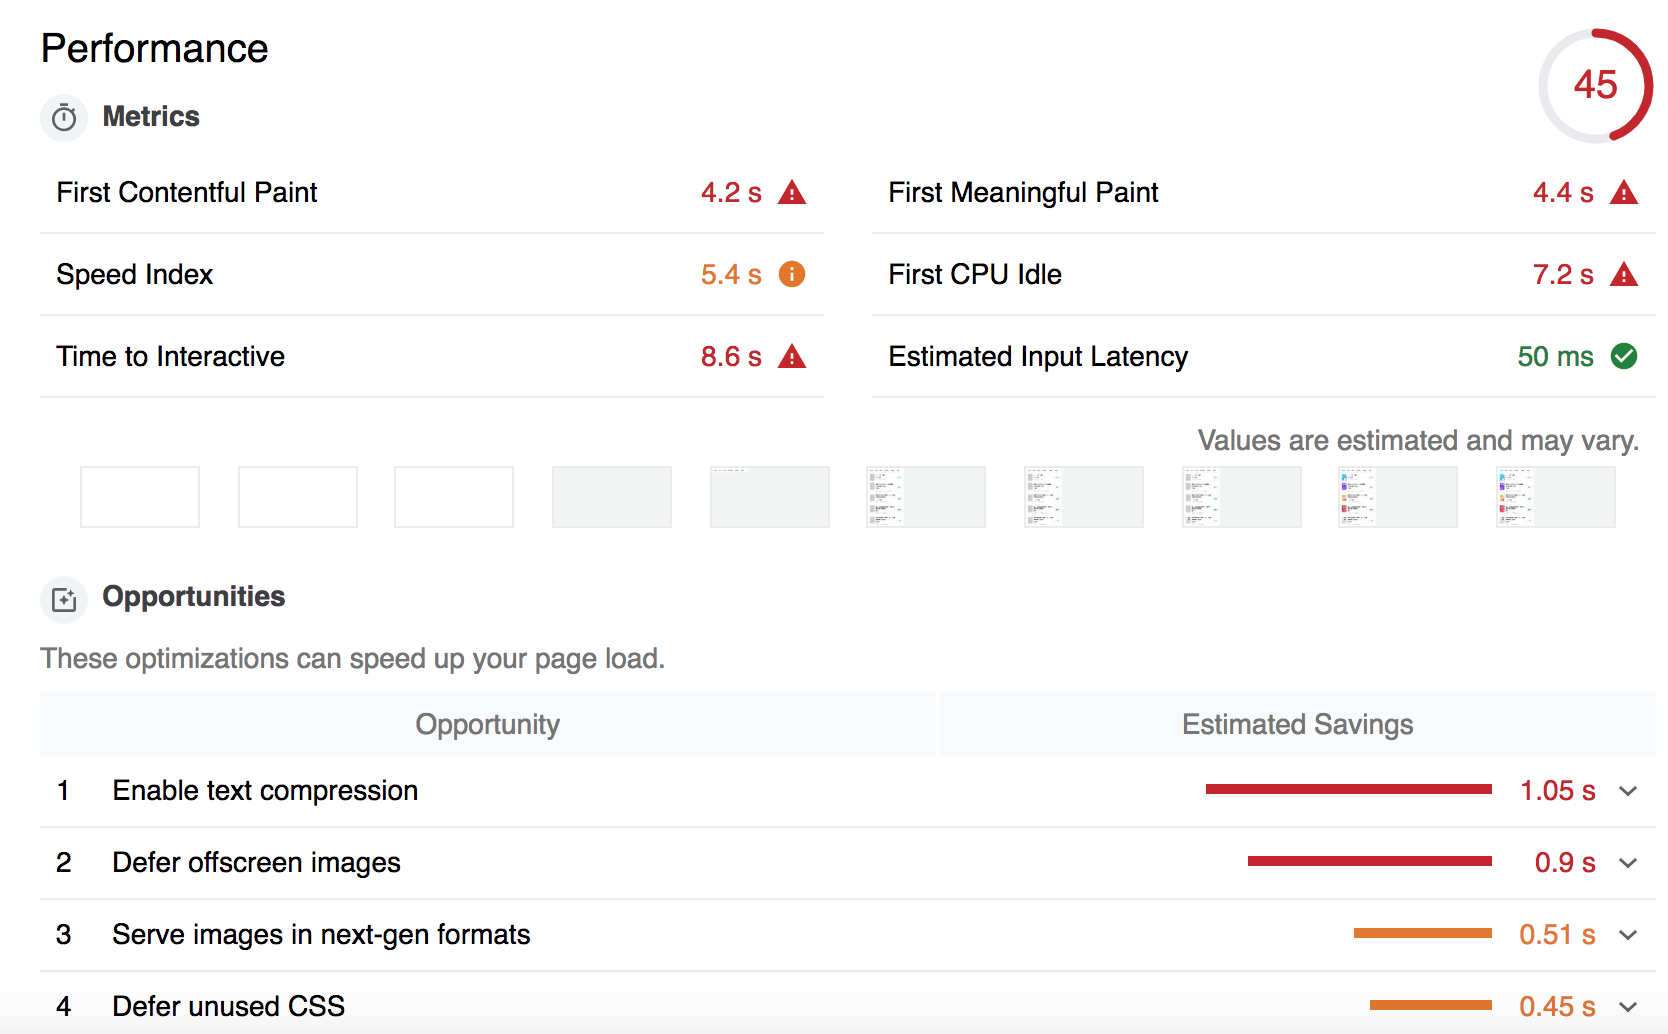 Performance
45
Metrics
First Contentful Paint 4.2 s
First Meaningful Paint 4.4 s
Speed Index 5.4 s
First CPU Idle 7.2 s
Time to Interactive 8.6 s
Estimated Input Latency 50 ms
Values are estimated and may vary.
Opportunities
These optimizations can speed up your page load.
Opportunity Estimated Savings
1 Enable text compression 1.05 s
2 Defer offscreen images 0.9 s
3 Serve images in next-gen formats 0.51 s
4 Defer unused CSS 0.45 s